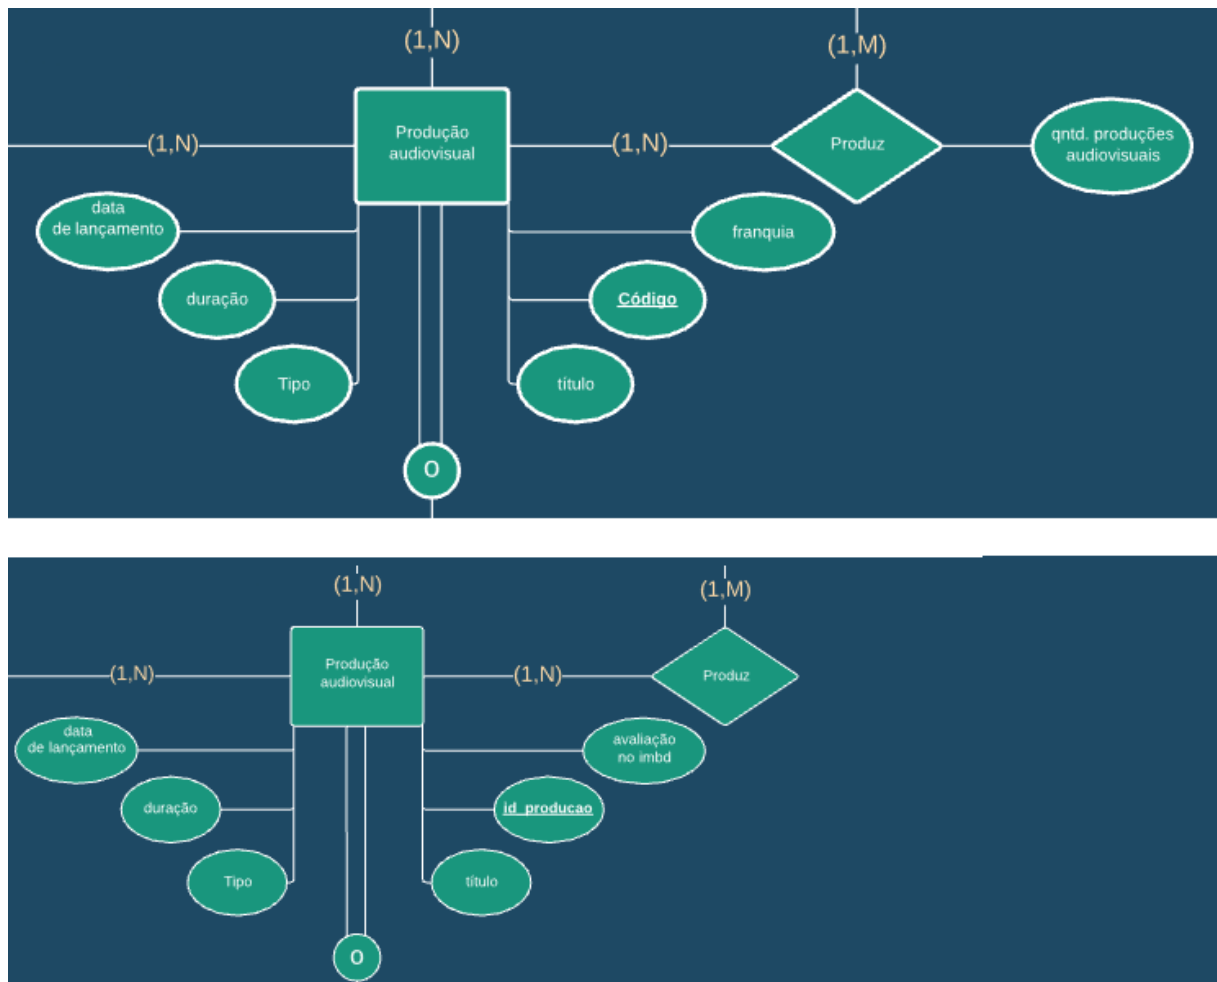 (1,N)
(1,M)
Produção
audiovisual
(1,N)
(1,N)
Produz
qntd. produções
audiovisuais
data
de lançamento
franquia
duração
Código
Tipo
título
O
(1,N)
(1,M)
Produção
audiovisual
(1,N)
(1,N)
Produz
data
de lançamento
avaliação
no imbd
duração
id_producao
Tipo
título
O